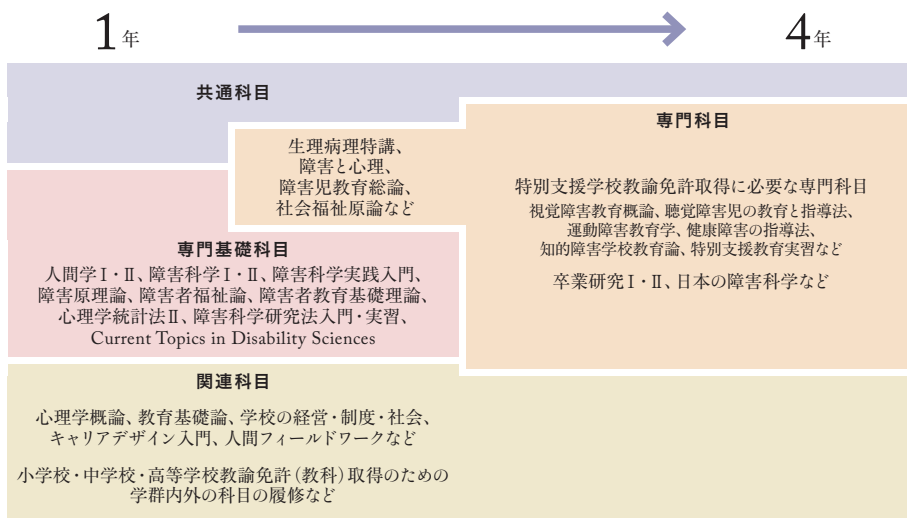 1年
4年
共通科目
生理病理特講、
障害と心理、
障害児教育総論、
社会福祉原論など
専門科目
特別支援学校教諭免許取得に必要な専門科目
視覚障害教育概論、聴覚障害児の教育と指導法、
運動障害教育学、健康障害の指導法、
知的障害学校教育論、特別支援教育実習など
卒業研究Ⅰ・Ⅱ、日本の障害科学など
専門基礎科目
人間学Ⅰ・Ⅱ、障害科学Ⅰ・Ⅱ、障害科学実践入門、
障害原理論、障害者福祉論、障害者教育基礎理論、
心理学統計法Ⅱ、障害科学研究法入門・実習、
Current Topics in Disability Sciences
関連科目
心理学概論、教育基礎論、学校の経営・制度・社会、
キャリアデザイン入門、人間フィールドワークなど
小学校・中学校・高等学校教諭免許（教科）取得のための
学群内外の科目の履修など